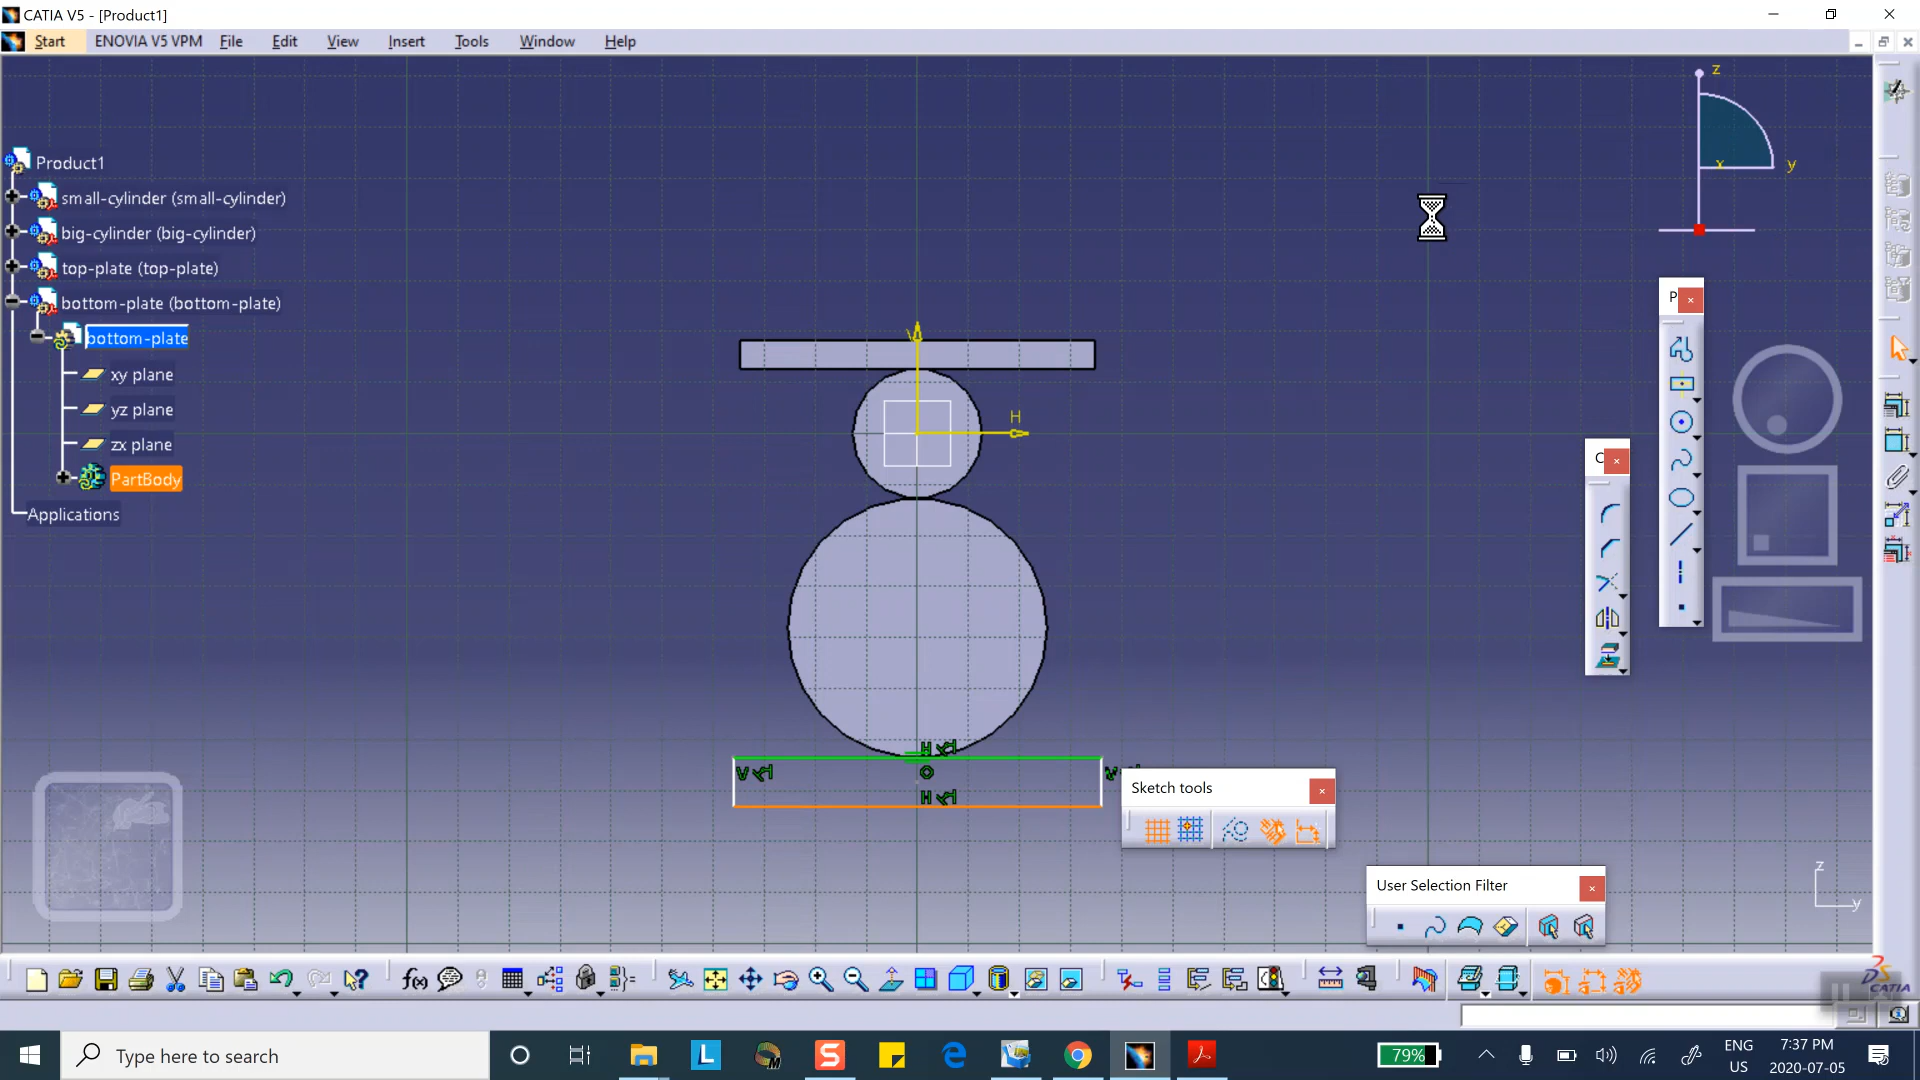 CATIA V5 - [Product1]
Start ENOVIA V5 VPM File Edit View Insert Tools Window Help
z
x y
Product1
small-cylinder (small-cylinder)
big-cylinder (big-cylinder)
top-plate (top-plate)
bottom-plate (bottom-plate)
bottom-plate
xy plane
yz plane
zx plane
PartBody
Applications
V
H
H
V
V
H
P
C
Sketch tools
User Selection Filter
z
y
f(x)
CATIA
Type here to search
L
S
79%
ENG
US
7:37 PM
2020-07-05